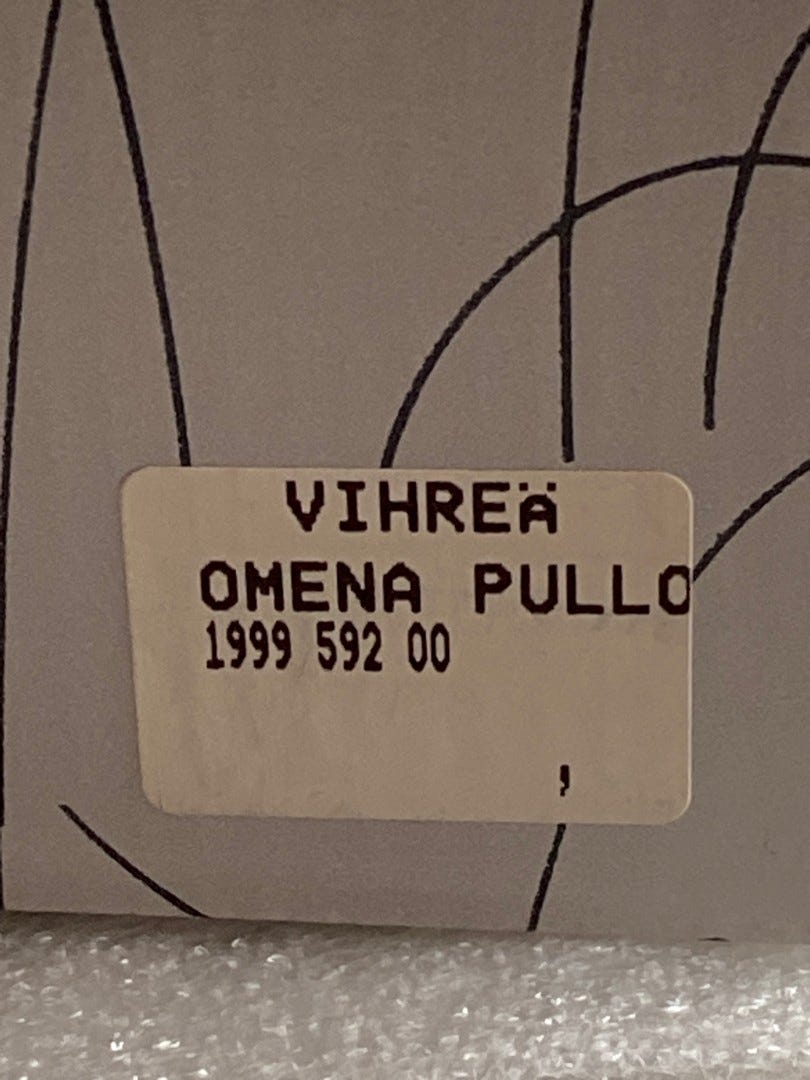 VIHREÄ
OMENA PULLO
1999 592 00
,